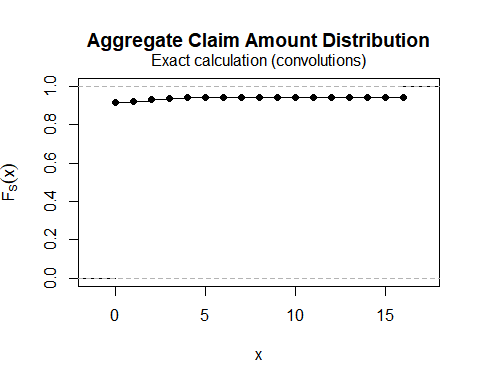 Aggregate Claim Amount Distribution
Exact calculation (convolutions)
F_S(x)
1.0
0.8
0.6
0.4
0.2
0.0
0 5 10 15
x